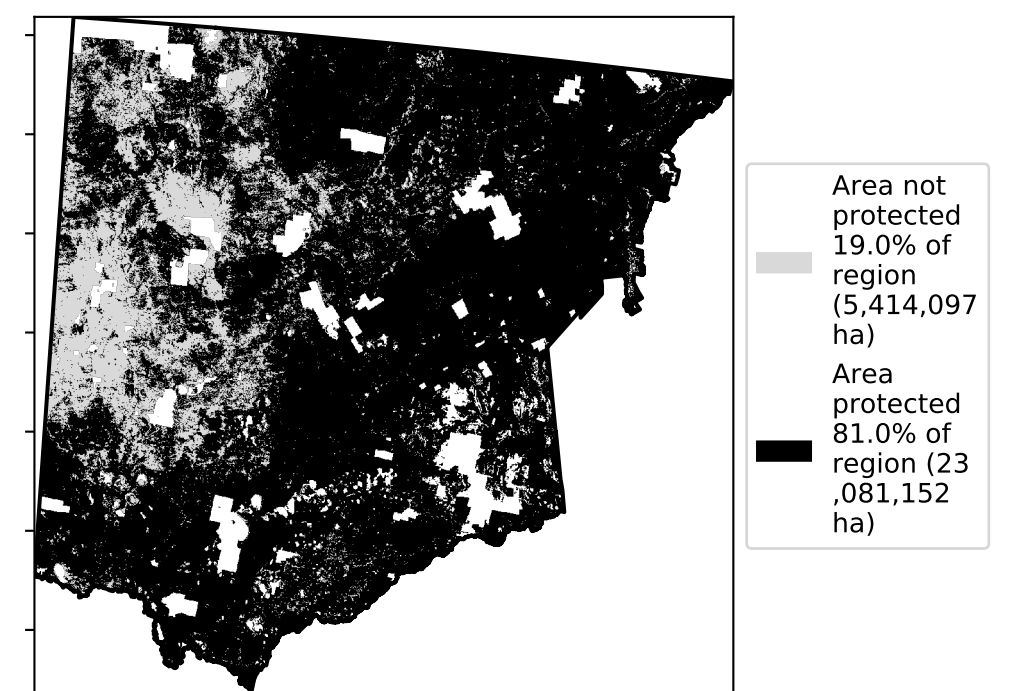 Area not
protected
19.0% of
region
(5,414,097
ha)
Area
protected
81.0% of
region (23
,081,152
ha)